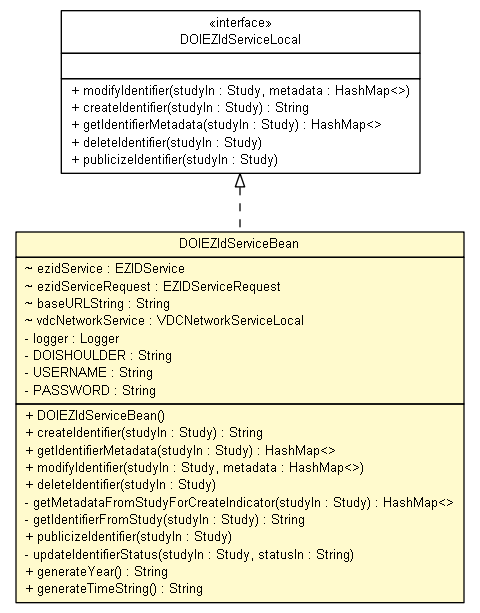 «interface»
DOIEZIdServiceLocal
+ modifyIdentifier(studyIn : Study, metadata : HashMap<>)
+ createIdentifier(studyIn : Study) : String
+ getIdentifierMetadata(studyIn : Study) : HashMap<>
+ deleteIdentifier(studyIn : Study)
+ publicizeIdentifier(studyIn : Study)
DOIEZIdServiceBean
~ ezidService : EZIDService
~ ezidServiceRequest : EZIDServiceRequest
~ baseURLString : String
~ vdcNetworkService : VDCNetworkServiceLocal
- logger : Logger
- DOISHOULDER : String
- USERNAME : String
- PASSWORD : String
+ DOIEZIdServiceBean()
+ createIdentifier(studyIn : Study) : String
+ getIdentifierMetadata(studyIn : Study) : HashMap<>
+ modifyIdentifier(studyIn : Study, metadata : HashMap<>)
+ deleteIdentifier(studyIn : Study)
- getMetadataFromStudyForCreateIndicator(studyIn : Study) : HashMap<>
- getIdentifierFromStudy(studyIn : Study) : String
+ publicizeIdentifier(studyIn : Study)
- updateIdentifierStatus(studyIn : Study, statusIn : String)
+ generateYear() : String
+ generateTimeString() : String